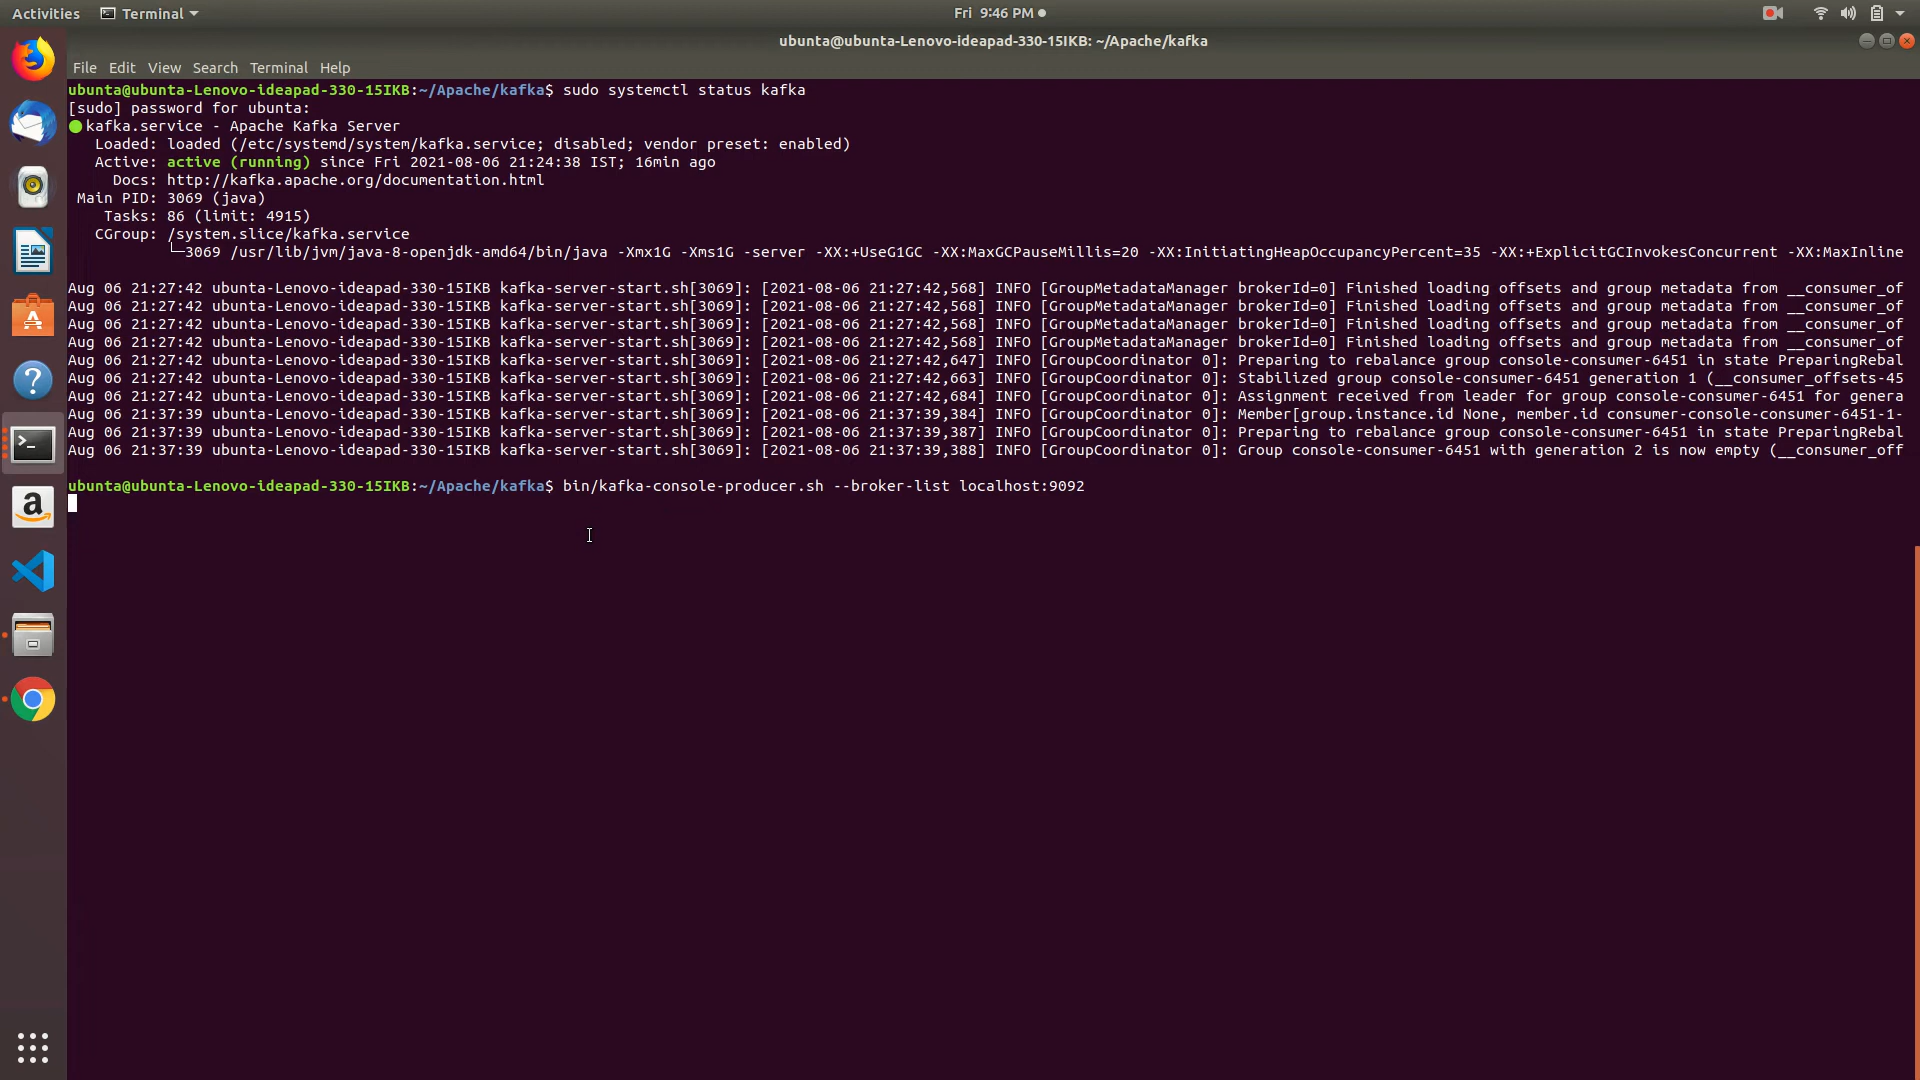 Activities Terminal Fri 9:46 PM
ubunta@ubunta-Lenovo-ideapad-330-15IKB: ~/Apache/kafka
File Edit View Search Terminal Help
ubunta@ubunta-Lenovo-ideapad-330-15IKB:~/Apache/kafka$ sudo systemctl status kafka
[sudo] password for ubunta:
kafka.service - Apache Kafka Server
Loaded: loaded (/etc/systemd/system/kafka.service; disabled; vendor preset: enabled)
Active: active (running) since Fri 2021-08-06 21:24:38 IST; 16min ago
Docs: http://kafka.apache.org/documentation.html
Main PID: 3069 (java)
Tasks: 86 (limit: 4915)
CGroup: /system.slice/kafka.service
└─3069 /usr/lib/jvm/java-8-openjdk-amd64/bin/java -Xmx1G -Xms1G -server -XX:+UseG1GC -XX:MaxGCPauseMillis=20 -XX:InitiatingHeapOccupancyPercent=35 -XX:+ExplicitGCInvokesConcurrent -XX:MaxInline
Aug 06 21:27:42 ubunta-Lenovo-ideapad-330-15IKB kafka-server-start.sh[3069]: [2021-08-06 21:27:42,568] INFO [GroupMetadataManager brokerId=0] Finished loading offsets and group metadata from __consumer_of
Aug 06 21:27:42 ubunta-Lenovo-ideapad-330-15IKB kafka-server-start.sh[3069]: [2021-08-06 21:27:42,568] INFO [GroupMetadataManager brokerId=0] Finished loading offsets and group metadata from __consumer_of
Aug 06 21:27:42 ubunta-Lenovo-ideapad-330-15IKB kafka-server-start.sh[3069]: [2021-08-06 21:27:42,568] INFO [GroupMetadataManager brokerId=0] Finished loading offsets and group metadata from __consumer_of
Aug 06 21:27:42 ubunta-Lenovo-ideapad-330-15IKB kafka-server-start.sh[3069]: [2021-08-06 21:27:42,568] INFO [GroupMetadataManager brokerId=0] Finished loading offsets and group metadata from __consumer_of
Aug 06 21:27:42 ubunta-Lenovo-ideapad-330-15IKB kafka-server-start.sh[3069]: [2021-08-06 21:27:42,647] INFO [GroupCoordinator 0]: Preparing to rebalance group console-consumer-6451 in state PreparingRebal
Aug 06 21:27:42 ubunta-Lenovo-ideapad-330-15IKB kafka-server-start.sh[3069]: [2021-08-06 21:27:42,663] INFO [GroupCoordinator 0]: Stabilized group console-consumer-6451 generation 1 (__consumer_offsets-45
Aug 06 21:27:42 ubunta-Lenovo-ideapad-330-15IKB kafka-server-start.sh[3069]: [2021-08-06 21:27:42,684] INFO [GroupCoordinator 0]: Assignment received from leader for group console-consumer-6451 for genera
Aug 06 21:37:39 ubunta-Lenovo-ideapad-330-15IKB kafka-server-start.sh[3069]: [2021-08-06 21:37:39,384] INFO [GroupCoordinator 0]: Member[group.instance.id None, member.id consumer-console-consumer-6451-1-
Aug 06 21:37:39 ubunta-Lenovo-ideapad-330-15IKB kafka-server-start.sh[3069]: [2021-08-06 21:37:39,387] INFO [GroupCoordinator 0]: Preparing to rebalance group console-consumer-6451 in state PreparingRebal
Aug 06 21:37:39 ubunta-Lenovo-ideapad-330-15IKB kafka-server-start.sh[3069]: [2021-08-06 21:37:39,388] INFO [GroupCoordinator 0]: Group console-consumer-6451 with generation 2 is now empty (__consumer_off
ubunta@ubunta-Lenovo-ideapad-330-15IKB:~/Apache/kafka$ bin/kafka-console-producer.sh --broker-list localhost:9092